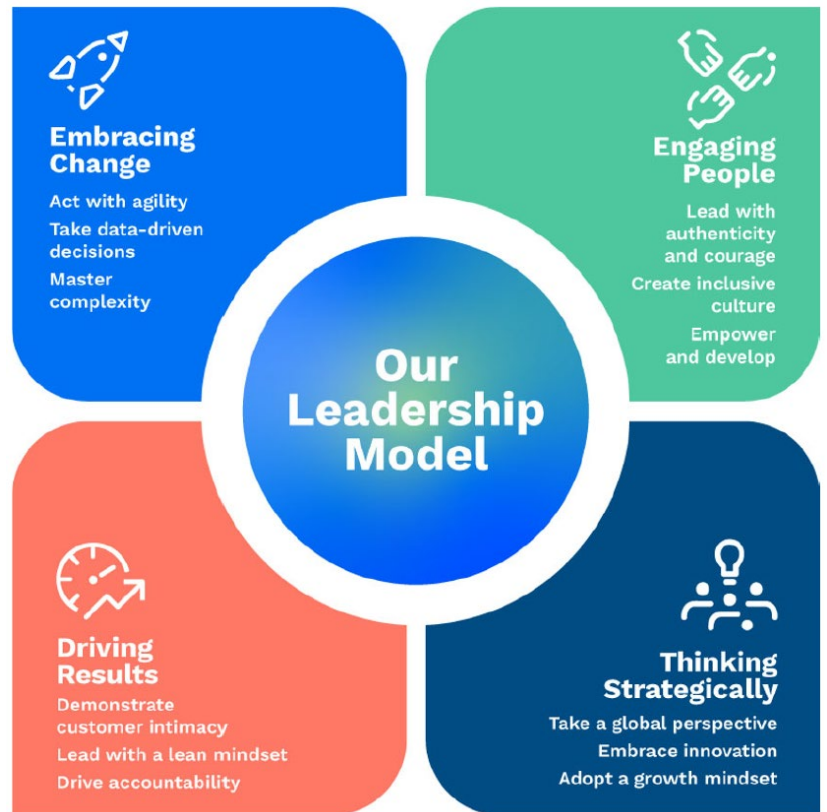 Embracing
Change
Act with agility
Take data-driven
decisions
Master
complexity
Engaging
People
Lead with
authenticity
and courage
Create inclusive
culture
Empower
and develop
Our
Leadership
Model
Driving
Results
Demonstrate
customer intimacy
Lead with a lean mindset
Drive accountability
Thinking
Strategically
Take a global perspective
Embrace innovation
Adopt a growth mindset